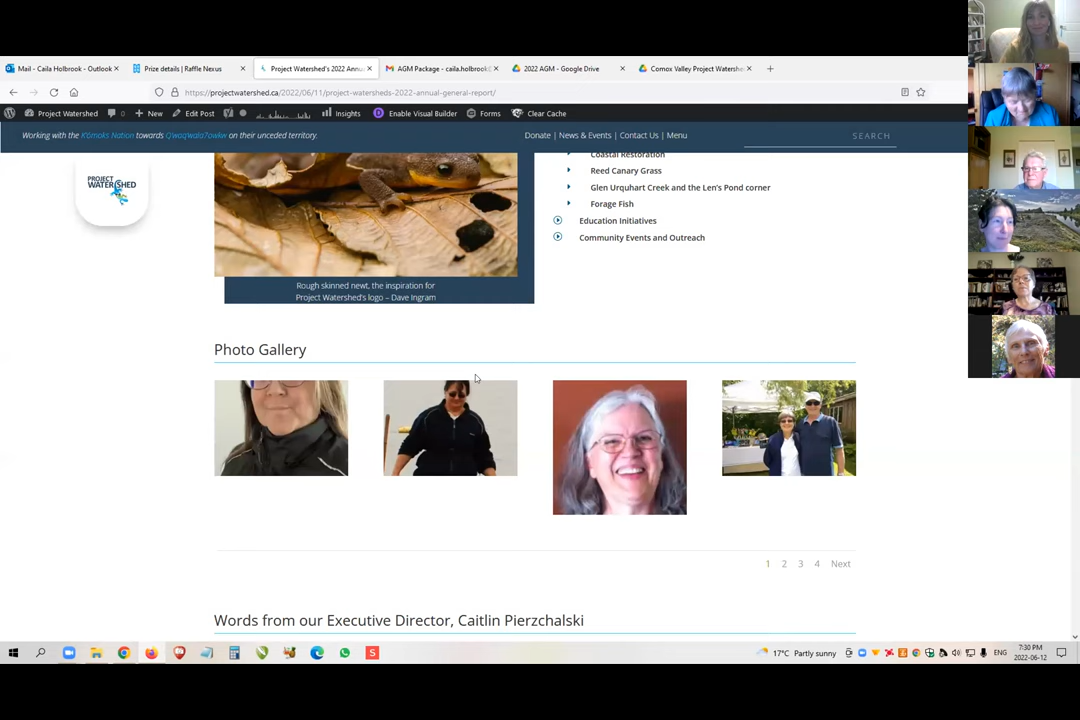 Mail - Caila Holbrook - Outlook
Prize details | Raffle Nexus
Project Watershed's 2022 Annu
AGM Package - caila.holbrook
2022 AGM - Google Drive
Comox Valley Project Watershe
https://projectwatershed.ca/2022/06/11/project-watersheds-2022-annual-general-report/
Project Watershed
0
New
Edit Post
Insights
Enable Visual Builder
Forms
Clear Cache
Working with the K'ómoks Nation towards Q'waq'wala7owkw on their unceded territory.
Donate | News & Events | Contact Us | Menu
SEARCH
PROJECT
WATERSHED
Coastal Restoration
Reed Canary Grass
Glen Urquhart Creek and the Len's Pond corner
Forage Fish
Education Initiatives
Community Events and Outreach
Rough skinned newt, the inspiration for
Project Watershed's logo – Dave Ingram
Photo Gallery
1 2 3 4 Next
Words from our Executive Director, Caitlin Pierzchalski
17°C Partly sunny
ENG
7:30 PM
2022-06-12